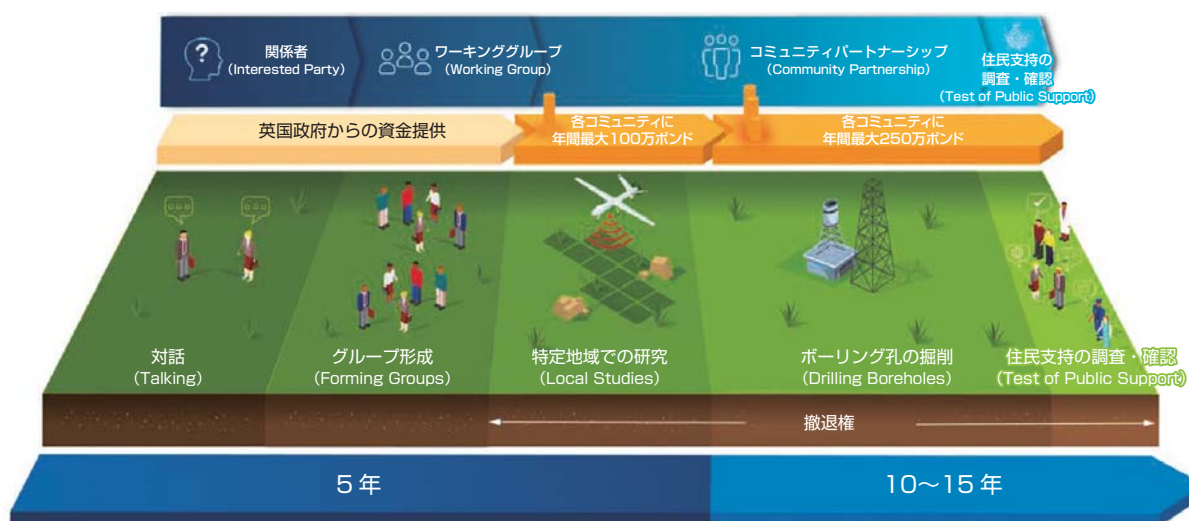 関係者
(Interested Party)
ワーキンググループ
(Working Group)
コミュニティパートナーシップ
(Community Partnership)
住民支持の
調査・確認
(Test of Public Support)
英国政府からの資金提供
各コミュニティに
年間最大100万ポンド
各コミュニティに
年間最大250万ポンド
対話
(Talking)
グループ形成
(Forming Groups)
特定地域での研究
(Local Studies)
ボーリング孔の掘削
(Drilling Boreholes)
住民支持の調査・確認
(Test of Public Support)
撤退権
5年
10~15年